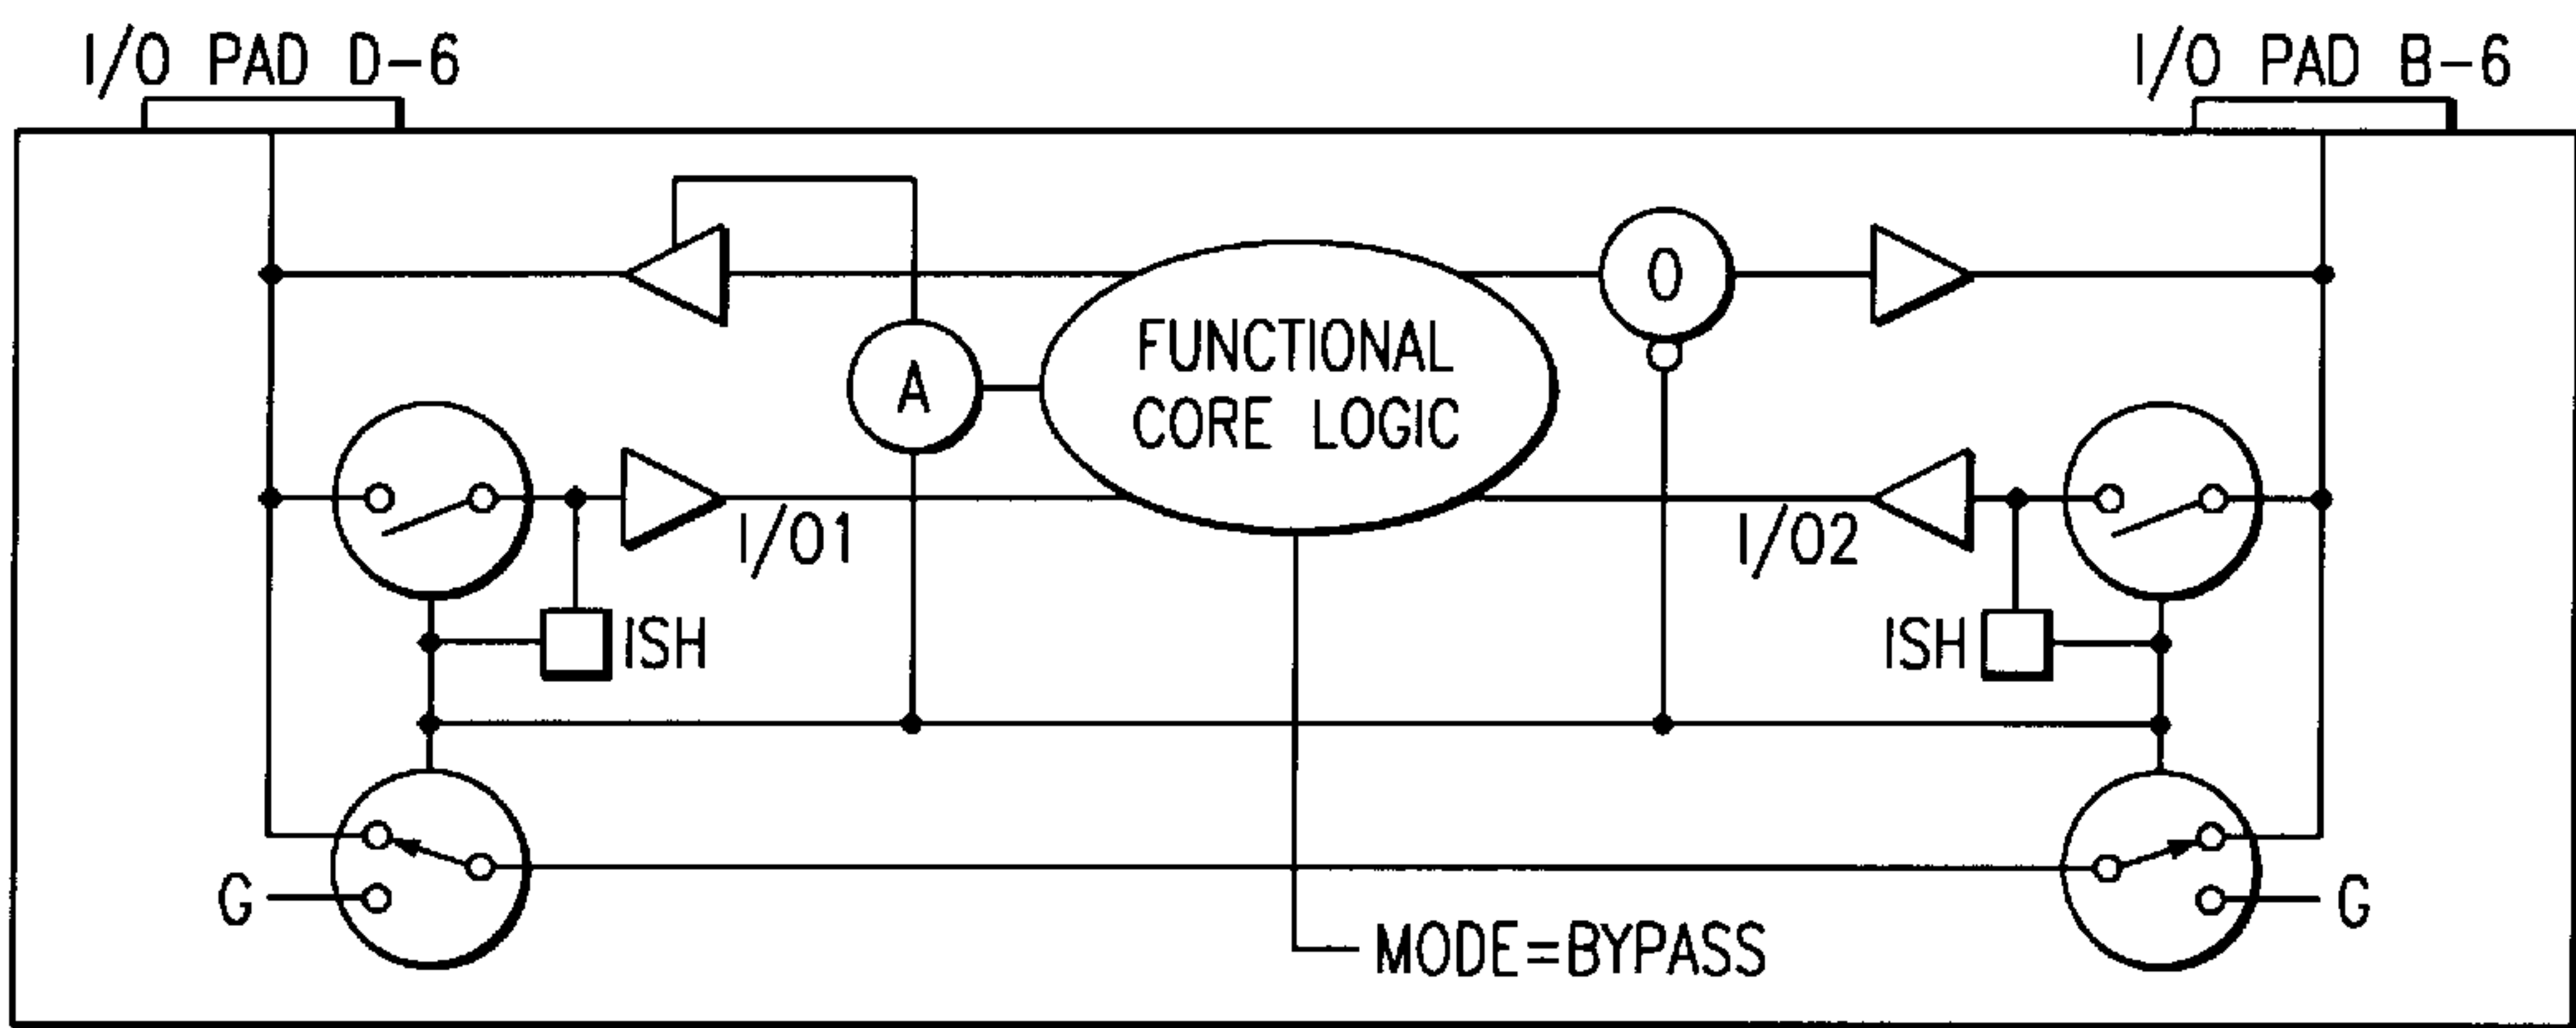 I/O PAD D-6
I/O PAD B-6
O
FUNCTIONAL
CORE LOGIC
A
I/O1
I/O2
ISH
ISH
G
G
MODE=BYPASS